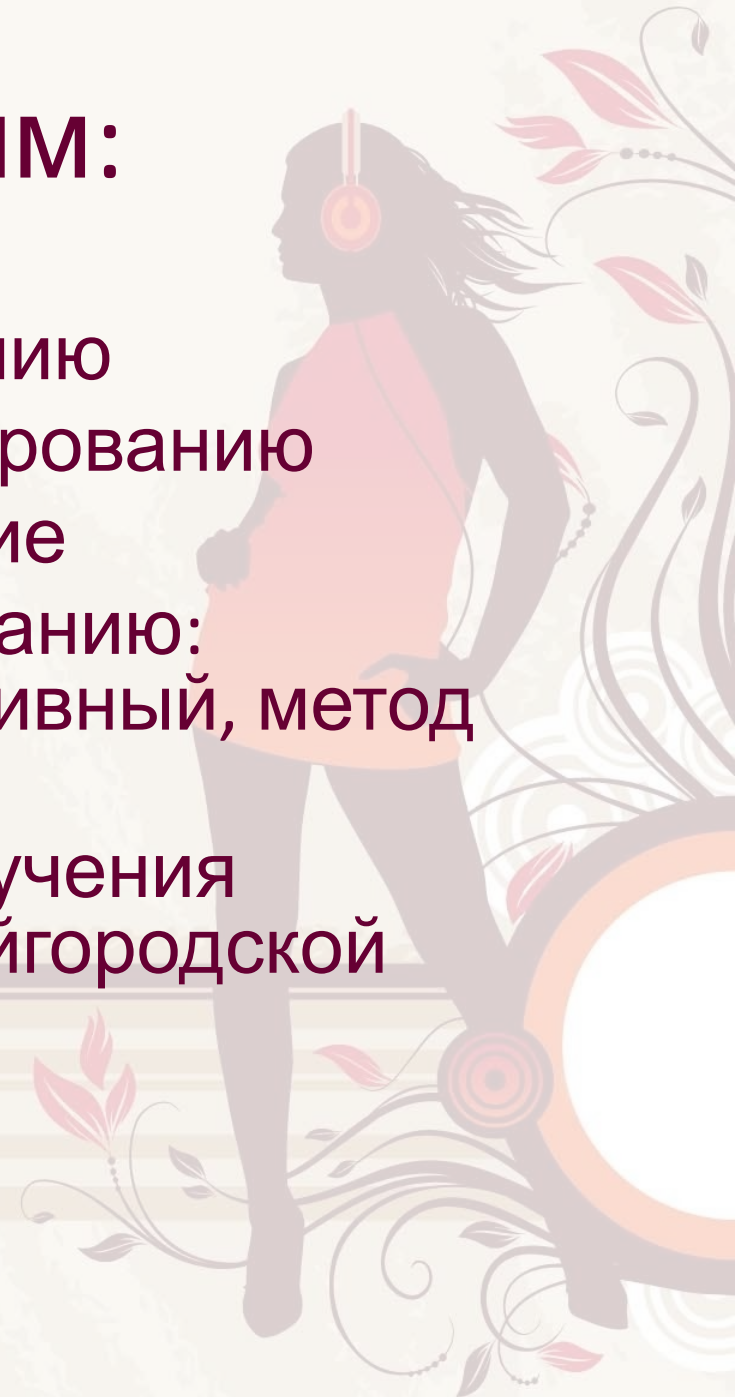 им:
нию
рованию
ие
анию:
ивный, метод
учения
йгородской